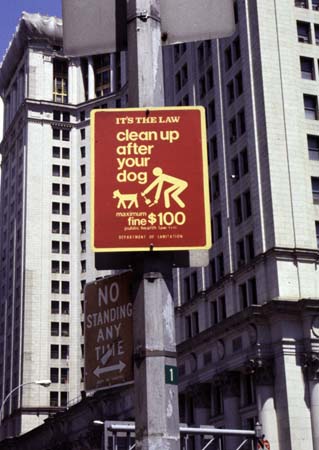 IT'S THE LAW
clean up
after
your
dog
maximum
fine $100
public health law
DEPARTMENT OF SANITATION
NO
STANDING
ANY
TIME
1